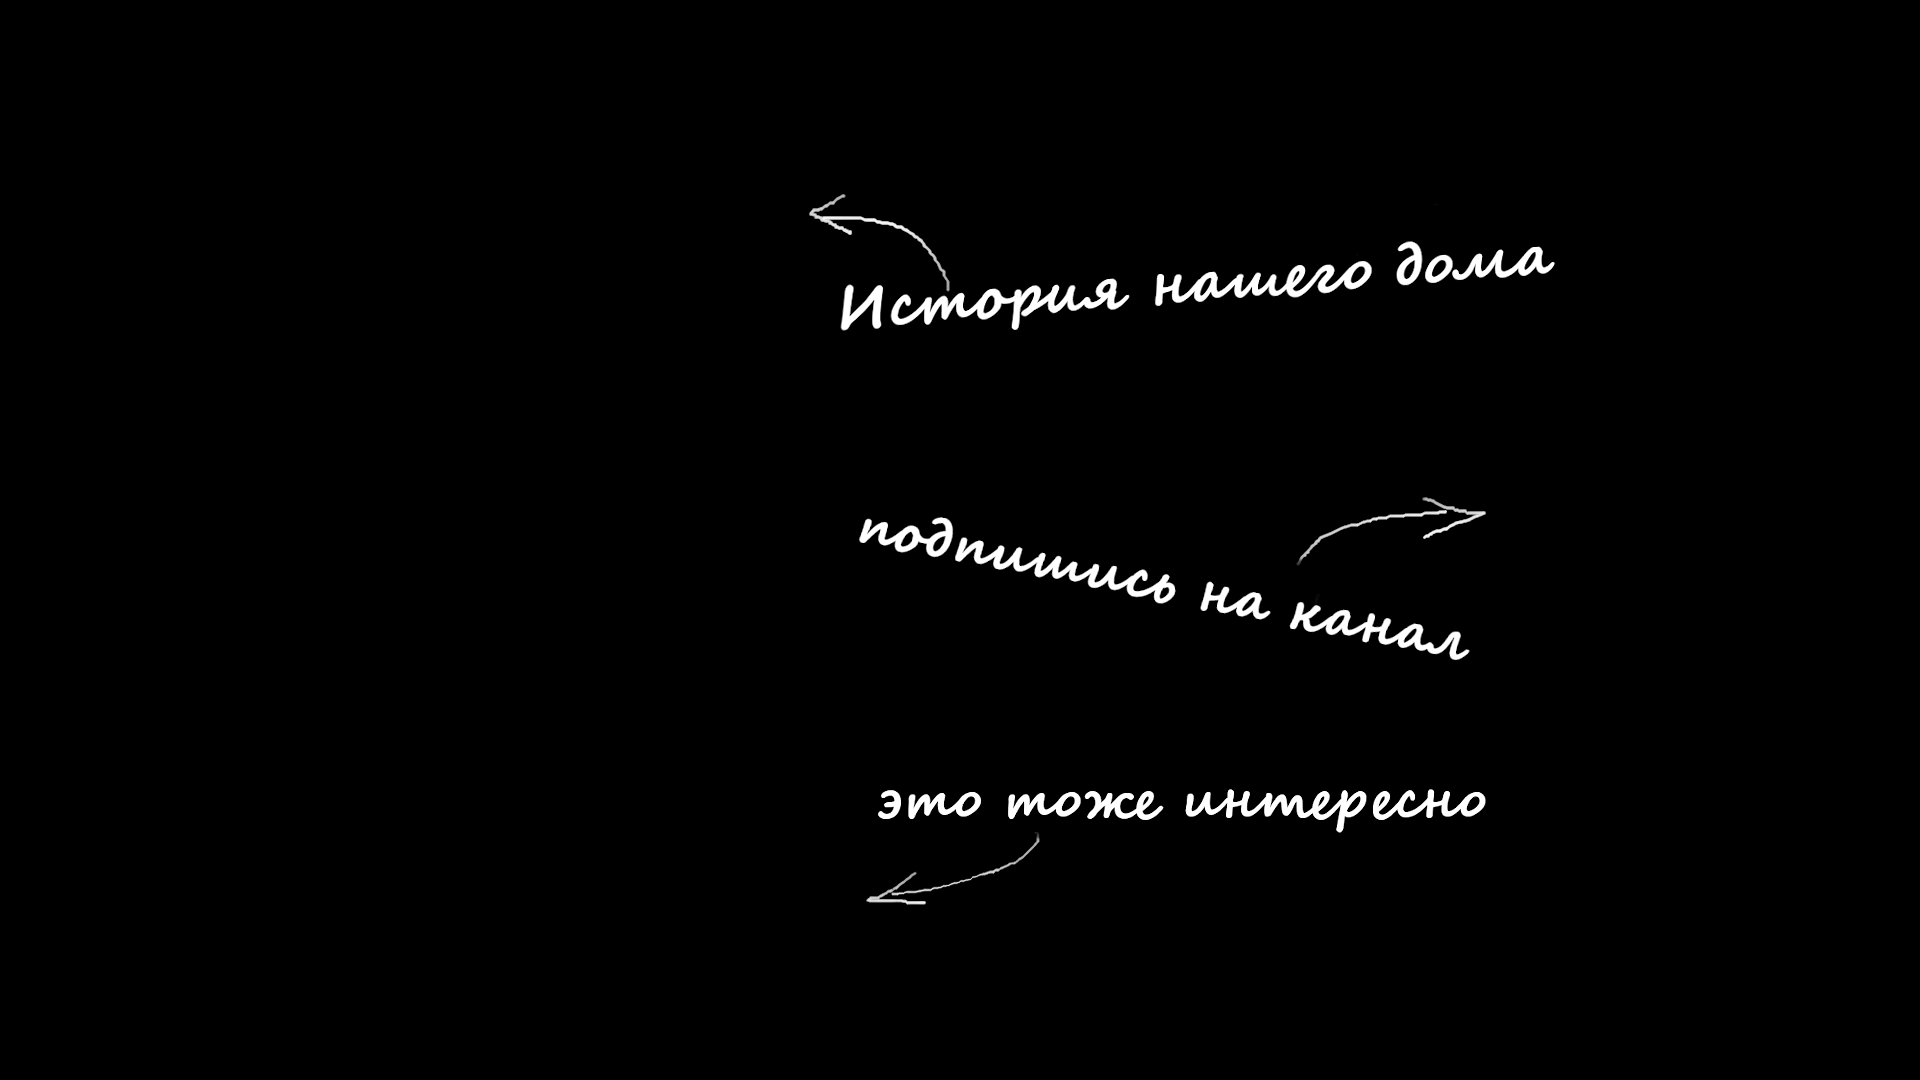 История нашего дома
подпишись на канал
это тоже интересно